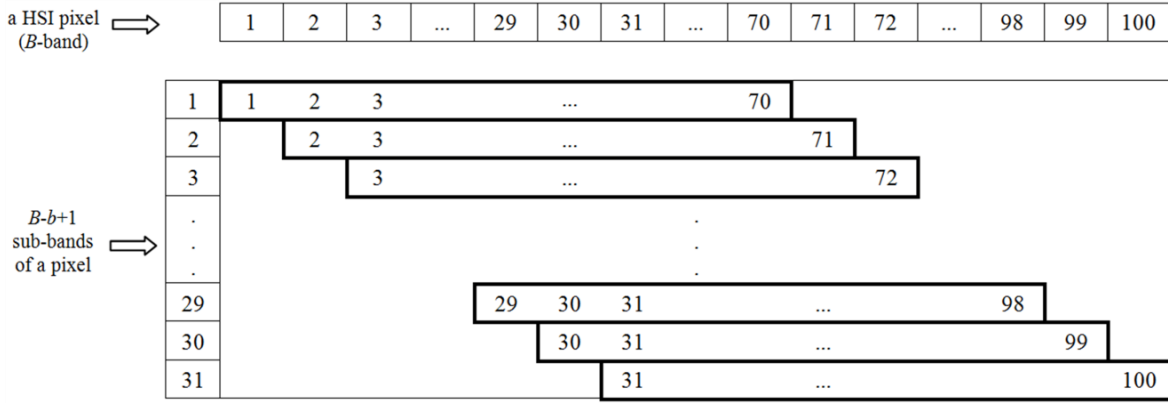 a HSI pixel
(B-band)
1 2 3 ... 29 30 31 ... 70 71 72 ... 98 99 100
1 1 2 3 ... 70
2 2 3 ... 71
3 3 ... 72
B-b+1
sub-bands
of a pixel
. .
. .
. .
29 29 30 31 ... 98
30 30 31 ... 99
31 31 ... 100